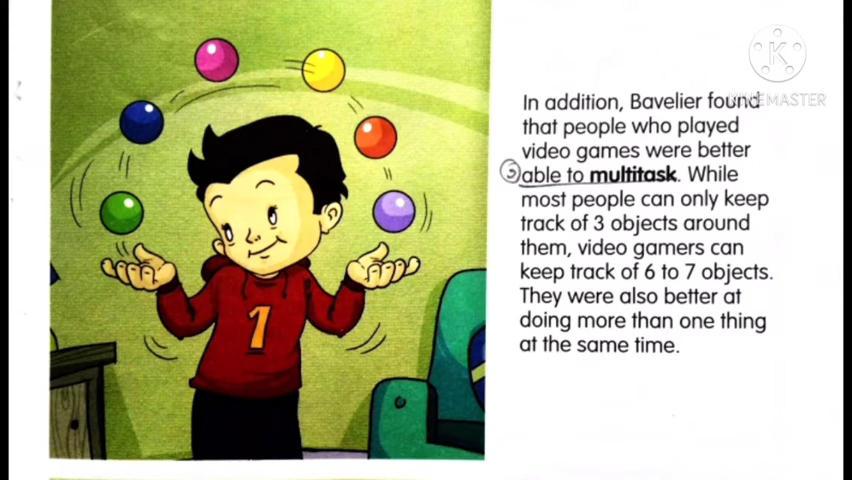 K
KINEMASTER
1
In addition, Bavelier found
that people who played
video games were better
able to multitask. While
most people can only keep
track of 3 objects around
them, video gamers can
keep track of 6 to 7 objects.
They were also better at
doing more than one thing
at the same time.